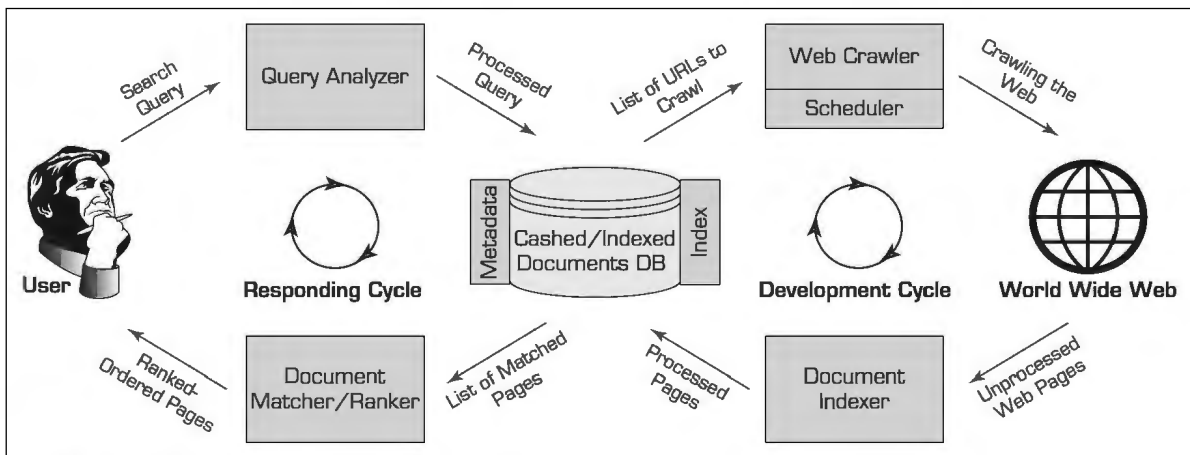 Search
Query
Query Analyzer
Processed
Query
List of URLs to
Crawl
Web Crawler
Scheduler
Crawling the
Web
User
Responding Cycle
Metadata
Cashed/Indexed
Documents DB
Index
Development Cycle
World Wide Web
Ranked-
Ordered Pages
Document
Matcher/Ranker
List of Matched
Pages
Processed
Pages
Document
Indexer
Unprocessed
Web Pages